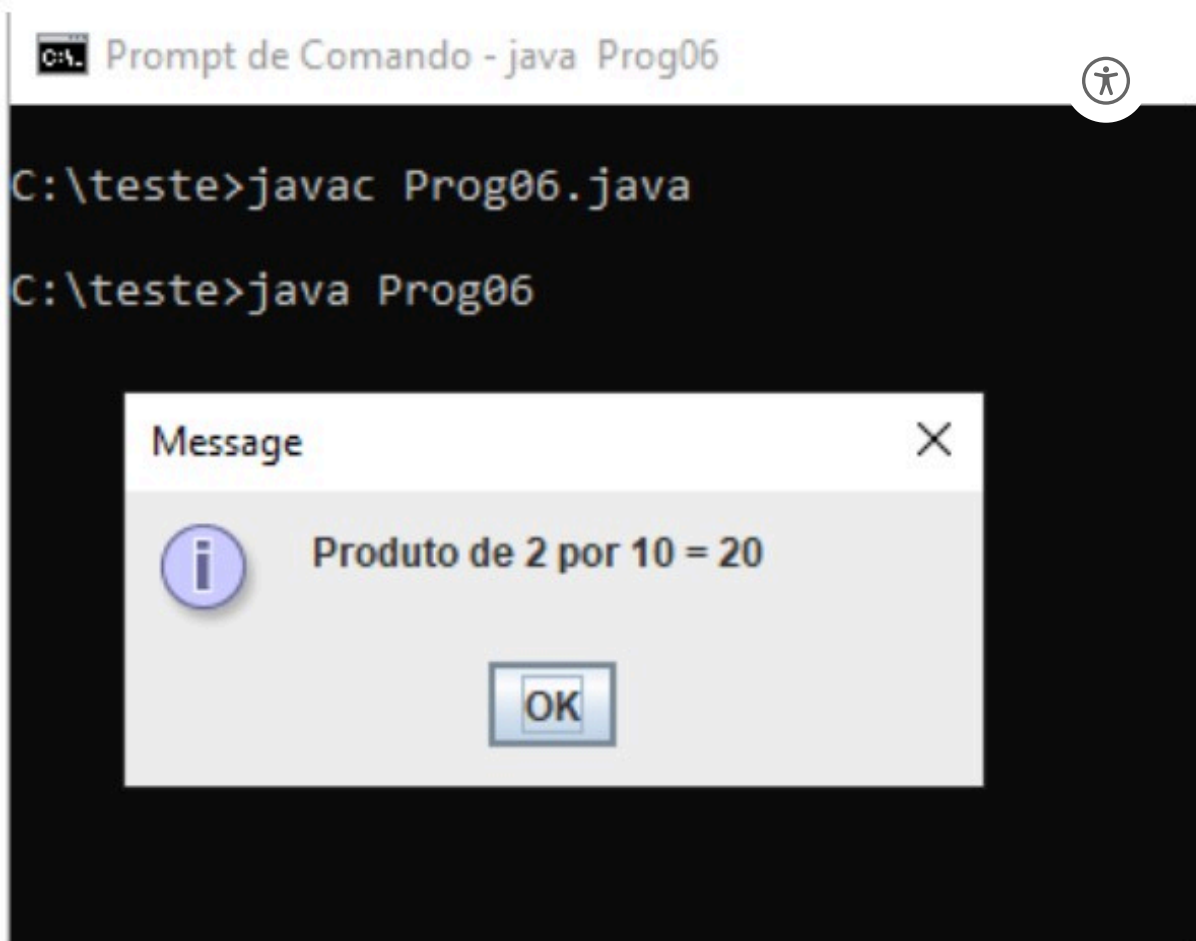 Prompt de Comando - java Prog06
C:\teste>javac Prog06.java
C:\teste>java Prog06
Message
Produto de 2 por 10 = 20
OK